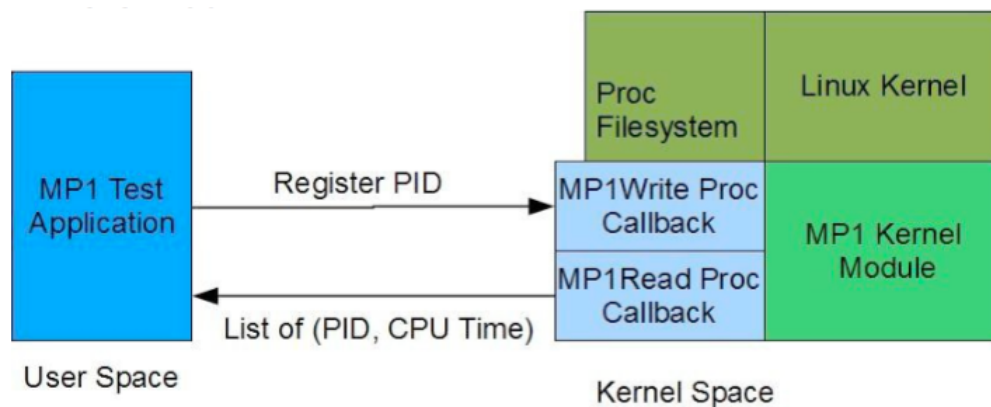 Proc
Filesystem
Linux Kernel
MP1 Test
Application
Register PID
MP1Write Proc
Callback
MP1 Kernel
Module
MP1Read Proc
Callback
List of (PID, CPU Time)
User Space
Kernel Space